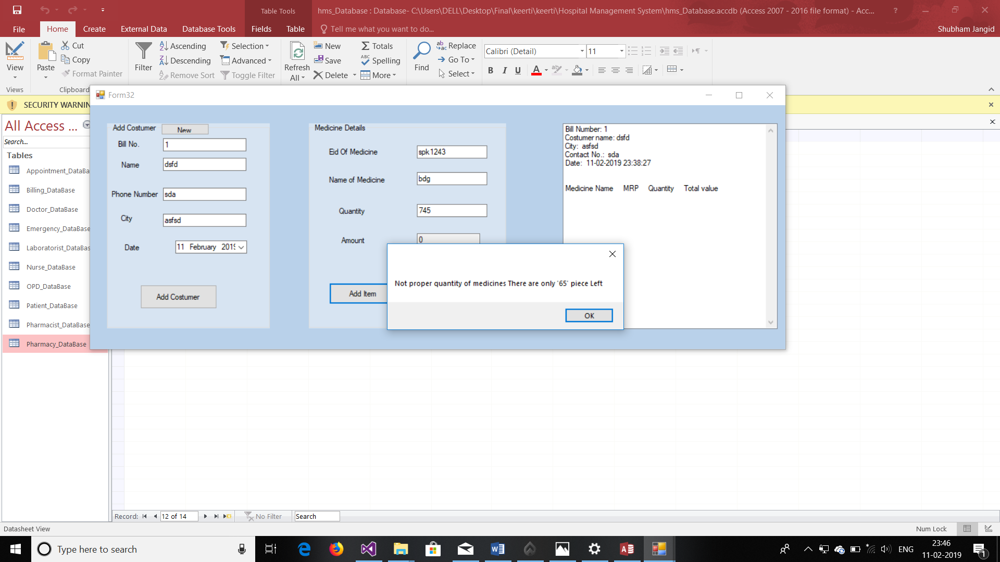 Table Tools
hms_Database : Database- C:\Users\DELL\Desktop\Final\keerti\keerti\Hospital Management System\hms_Database.accdb (Access 2007 - 2016 file format) - Acc...
?
File
Home
Create
External Data
Database Tools
Fields
Table
Tell me what you want to do...
Shubham Jangid
View
Paste
Cut
Copy
Format Painter
Filter
Ascending
Descending
Remove Sort
Selection
Advanced
Toggle Filter
Refresh
All
New
Save
Delete
Totals
Spelling
More
Find
Replace
Go To
Select
Calibri (Detail)
11
B I U
Views
Clipboard
SECURITY WARNIN
All Access ...
Search...
Tables
Appointment_DataBa
Billing_DataBase
Doctor_DataBase
Emergency_DataBase
Laboratorist_DataBas
Nurse_DataBase
OPD_DataBase
Patient_DataBase
Pharmacist_DataBase
Pharmacy_DataBase
Form32
Add Costumer
New
Bill No.
1
Name
dsfd
Phone Number
sda
City
asfsd
Date
11 February 2019
Add Costumer
Medicine Details
Eid Of Medicine
spk1243
Name of Medicine
bdg
Quantity
745
Amount
0
Add Item
Bill Number: 1
Costumer name: dsfd
City: asfsd
Contact No.: sda
Date: 11-02-2019 23:38:27
Medicine Name MRP Quantity Total value
Not proper quantity of medicines There are only '65' piece Left
OK
Record:
12 of 14
No Filter
Search
Datasheet View
Num Lock
Type here to search
ENG
23:46
11-02-2019
1